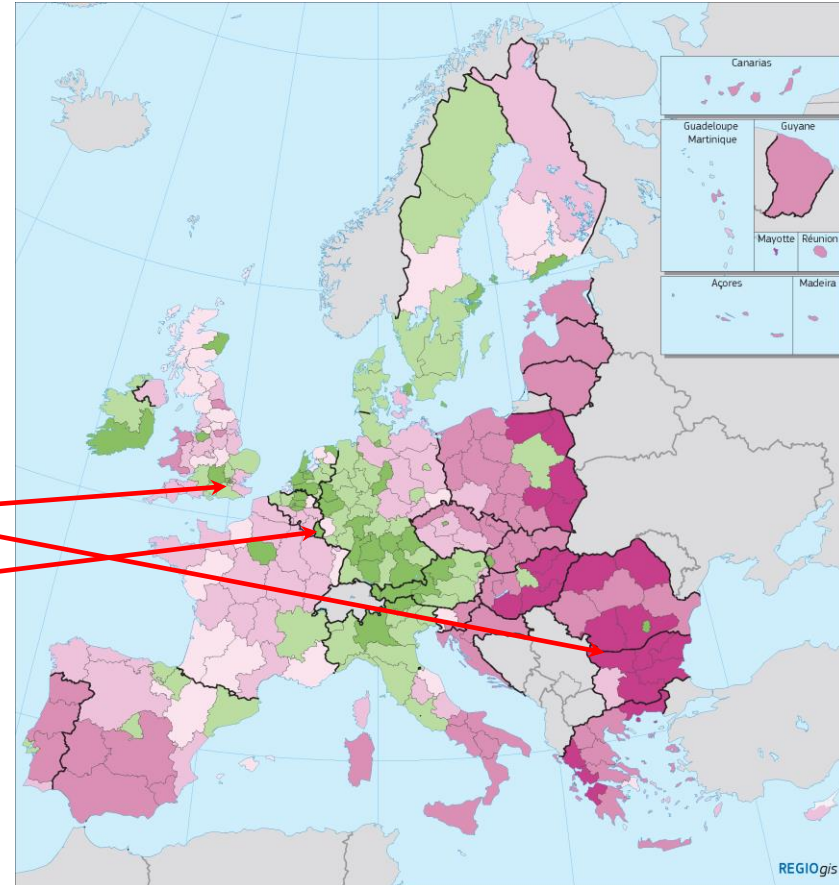 Canarias
Guadeloupe
Martinique
Guyane
Mayotte
Réunion
Açores
Madeira
REGIOgis